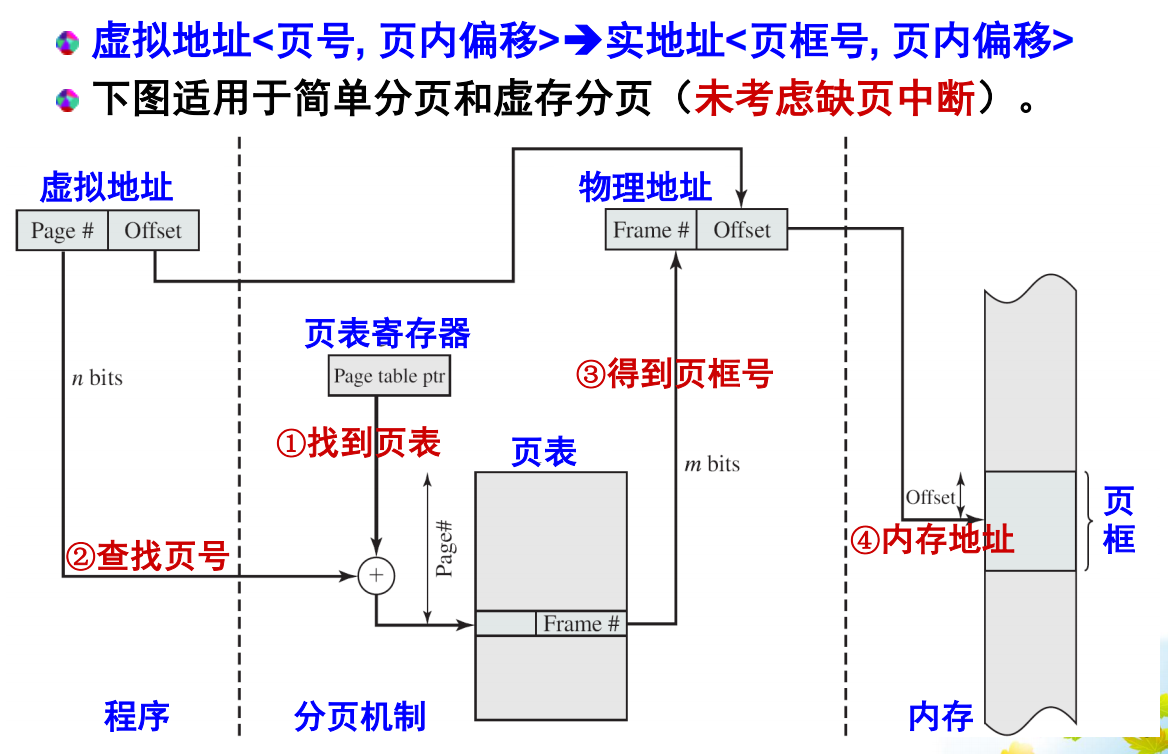 虚拟地址<页号, 页内偏移>➔实地址<页框号, 页内偏移>
下图适用于简单分页和虚存分页（未考虑缺页中断）。
虚拟地址
物理地址
Page # Offset
Frame # Offset
页表寄存器
Page table ptr
n bits
③得到页框号
①找到页表
页表
m bits
Offset
页框
Page#
②查找页号
④内存地址
+
Frame #
程序
分页机制
内存